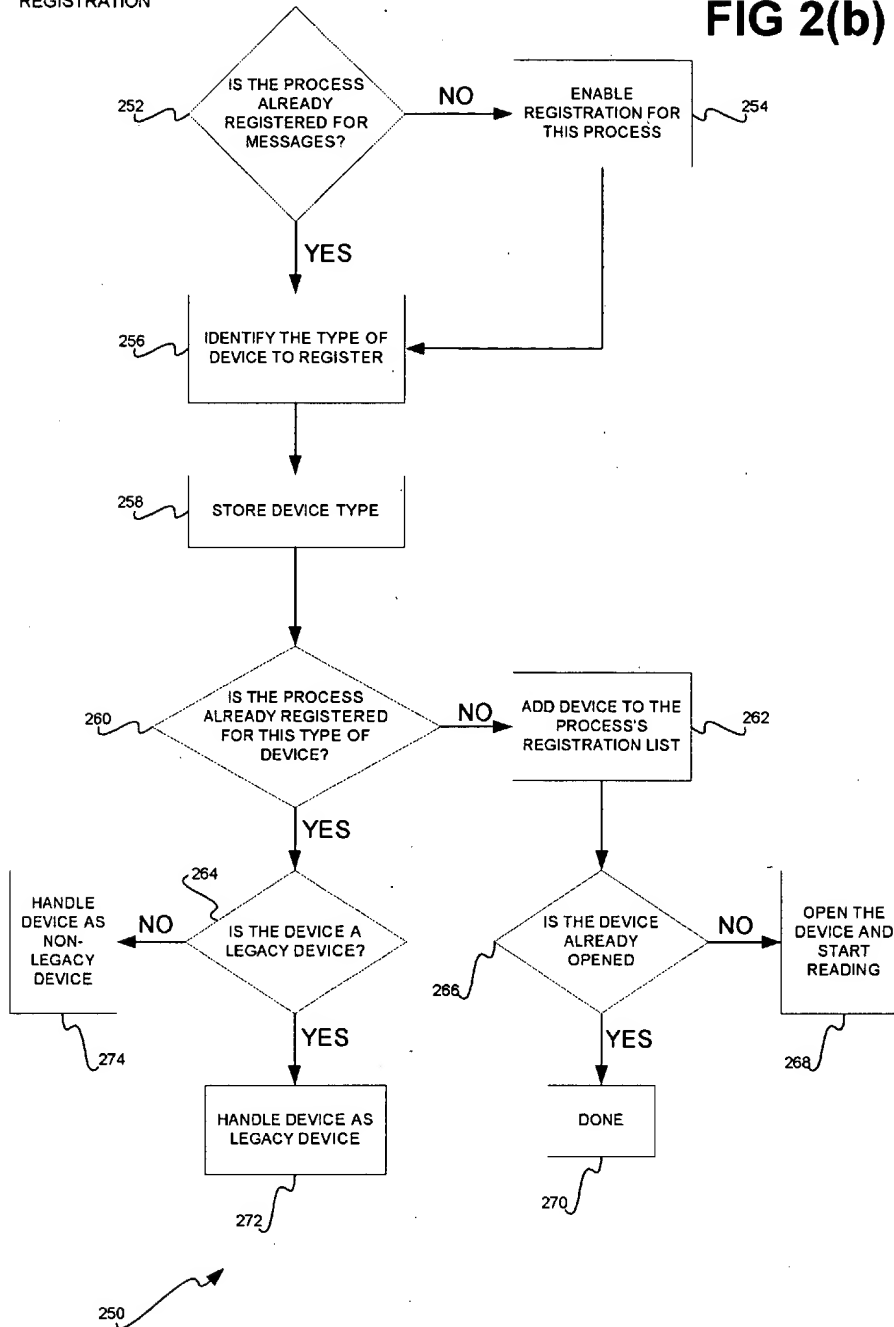 REGISTRATION
FIG 2(b)
252
IS THE PROCESS
ALREADY
REGISTERED FOR
MESSAGES?
NO
ENABLE
REGISTRATION FOR
THIS PROCESS
254
YES
256
IDENTIFY THE TYPE OF
DEVICE TO REGISTER
258
STORE DEVICE TYPE
260
IS THE PROCESS
ALREADY REGISTERED
FOR THIS TYPE OF
DEVICE?
NO
ADD DEVICE TO THE
PROCESS'S
REGISTRATION LIST
262
YES
264
HANDLE
DEVICE AS
NON-
LEGACY
DEVICE
NO
IS THE DEVICE A
LEGACY DEVICE?
266
IS THE DEVICE
ALREADY
OPENED
NO
OPEN THE
DEVICE AND
START
READING
274
YES
YES
268
HANDLE DEVICE AS
LEGACY DEVICE
DONE
272
270
250